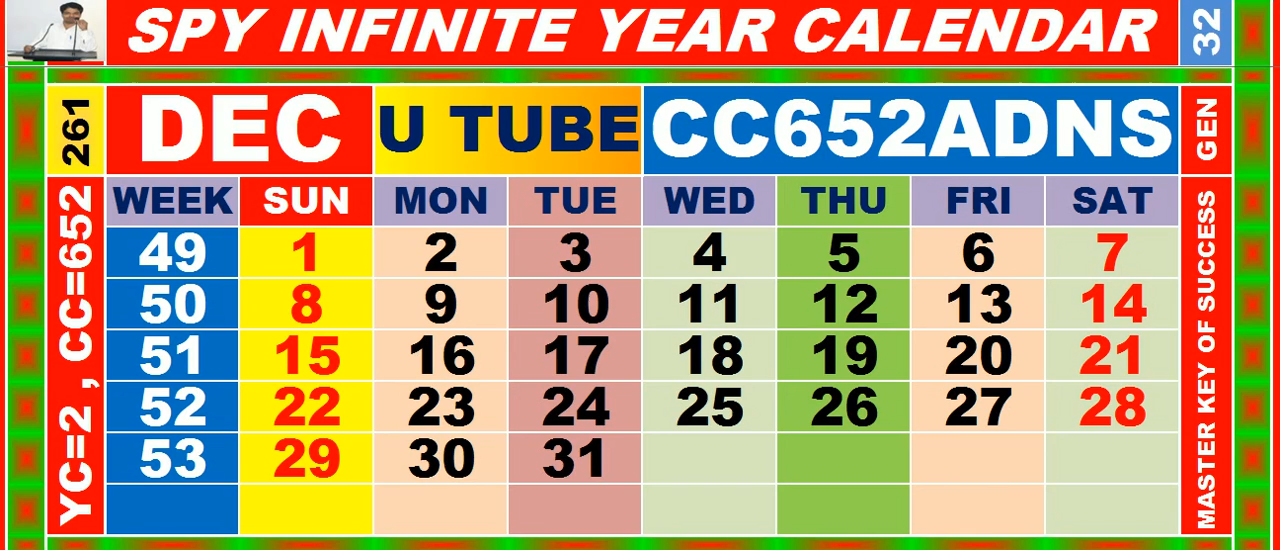 SPY INFINITE YEAR CALENDAR
32
261
DEC U TUBE CC652ADNS
GEN
YC=2 , CC=652
WEEK SUN MON TUE WED THU FRI SAT
49 1 2 3 4 5 6 7
50 8 9 10 11 12 13 14
51 15 16 17 18 19 20 21
52 22 23 24 25 26 27 28
53 29 30 31
MASTER KEY OF SUCCESS